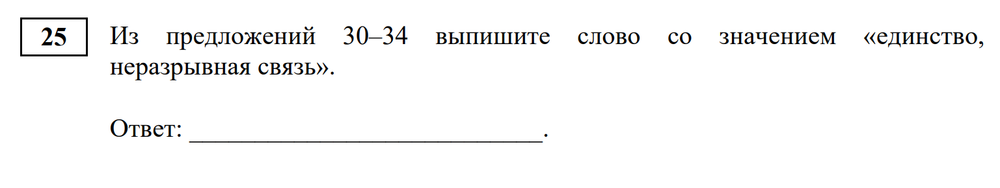 25 Из предложений 30–34 выпишите слово со значением «единство,
неразрывная связь».
Ответ: ___________________________.